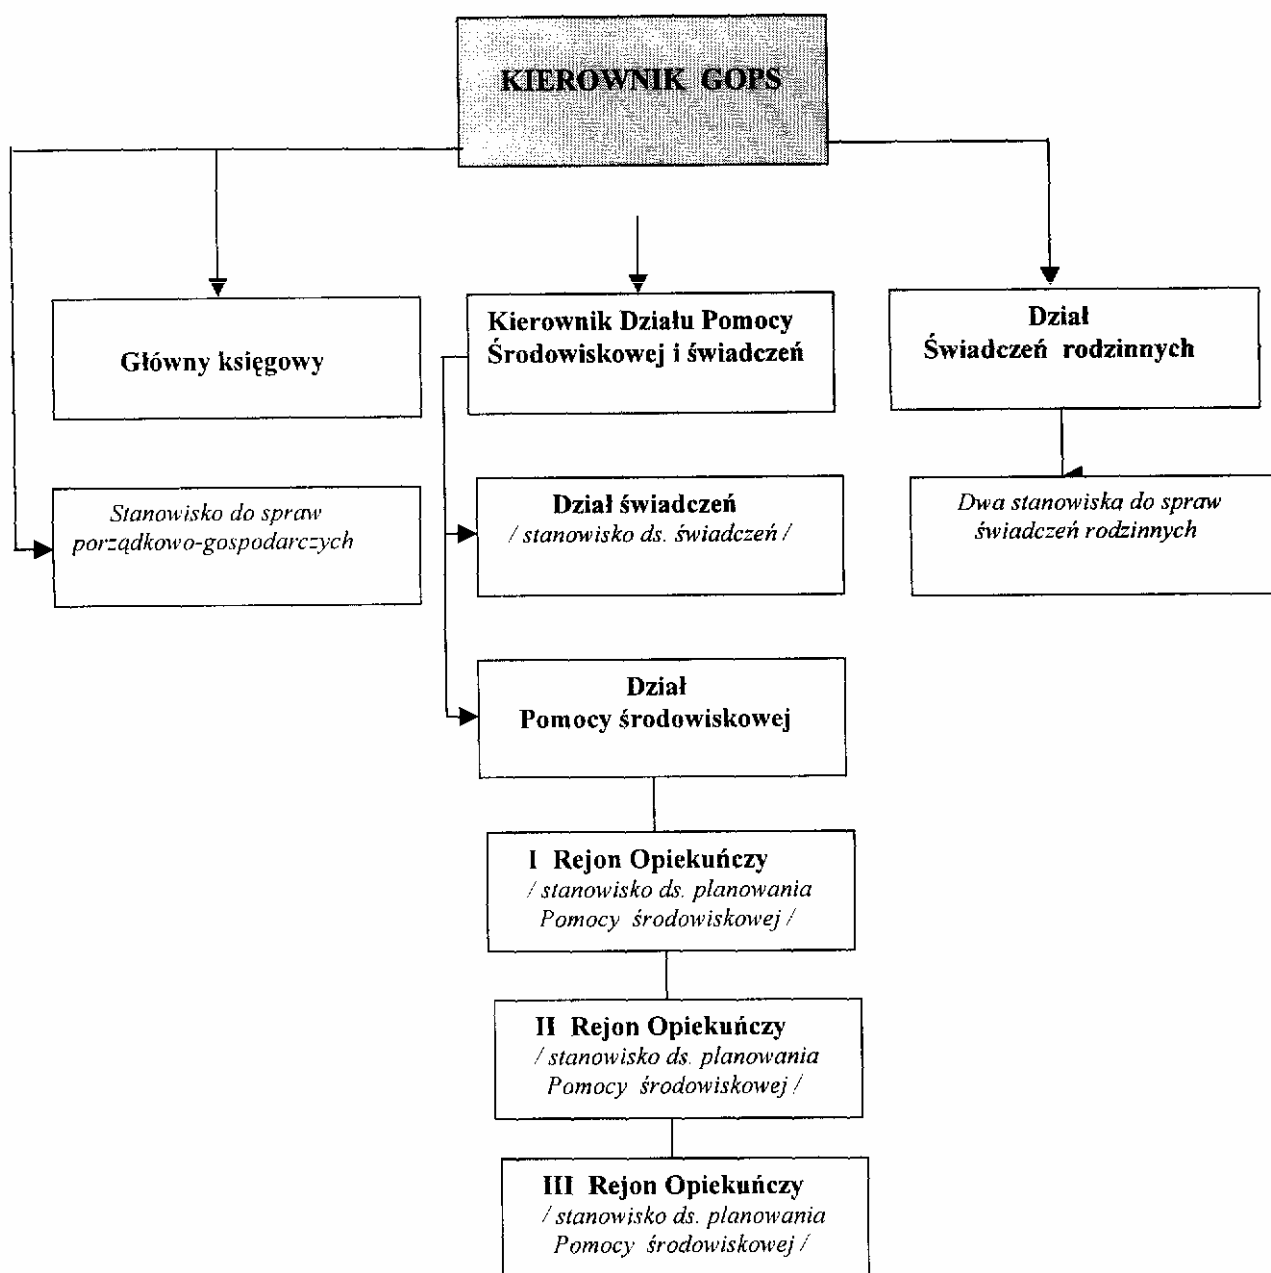 KIEROWNIK GOPS
Główny księgowy
Kierownik Działu Pomocy
Środowiskowej i świadczeń
Dział
Świadczeń rodzinnych
Stanowisko do spraw
porządkowo-gospodarczych
Dział świadczeń
/ stanowisko ds. świadczeń /
Dwa stanowiska do spraw
świadczeń rodzinnych
Dział
Pomocy środowiskowej
I Rejon Opiekuńczy
/ stanowisko ds. planowania
Pomocy środowiskowej /
II Rejon Opiekuńczy
/ stanowisko ds. planowania
Pomocy środowiskowej /
III Rejon Opiekuńczy
/ stanowisko ds. planowania
Pomocy środowiskowej /